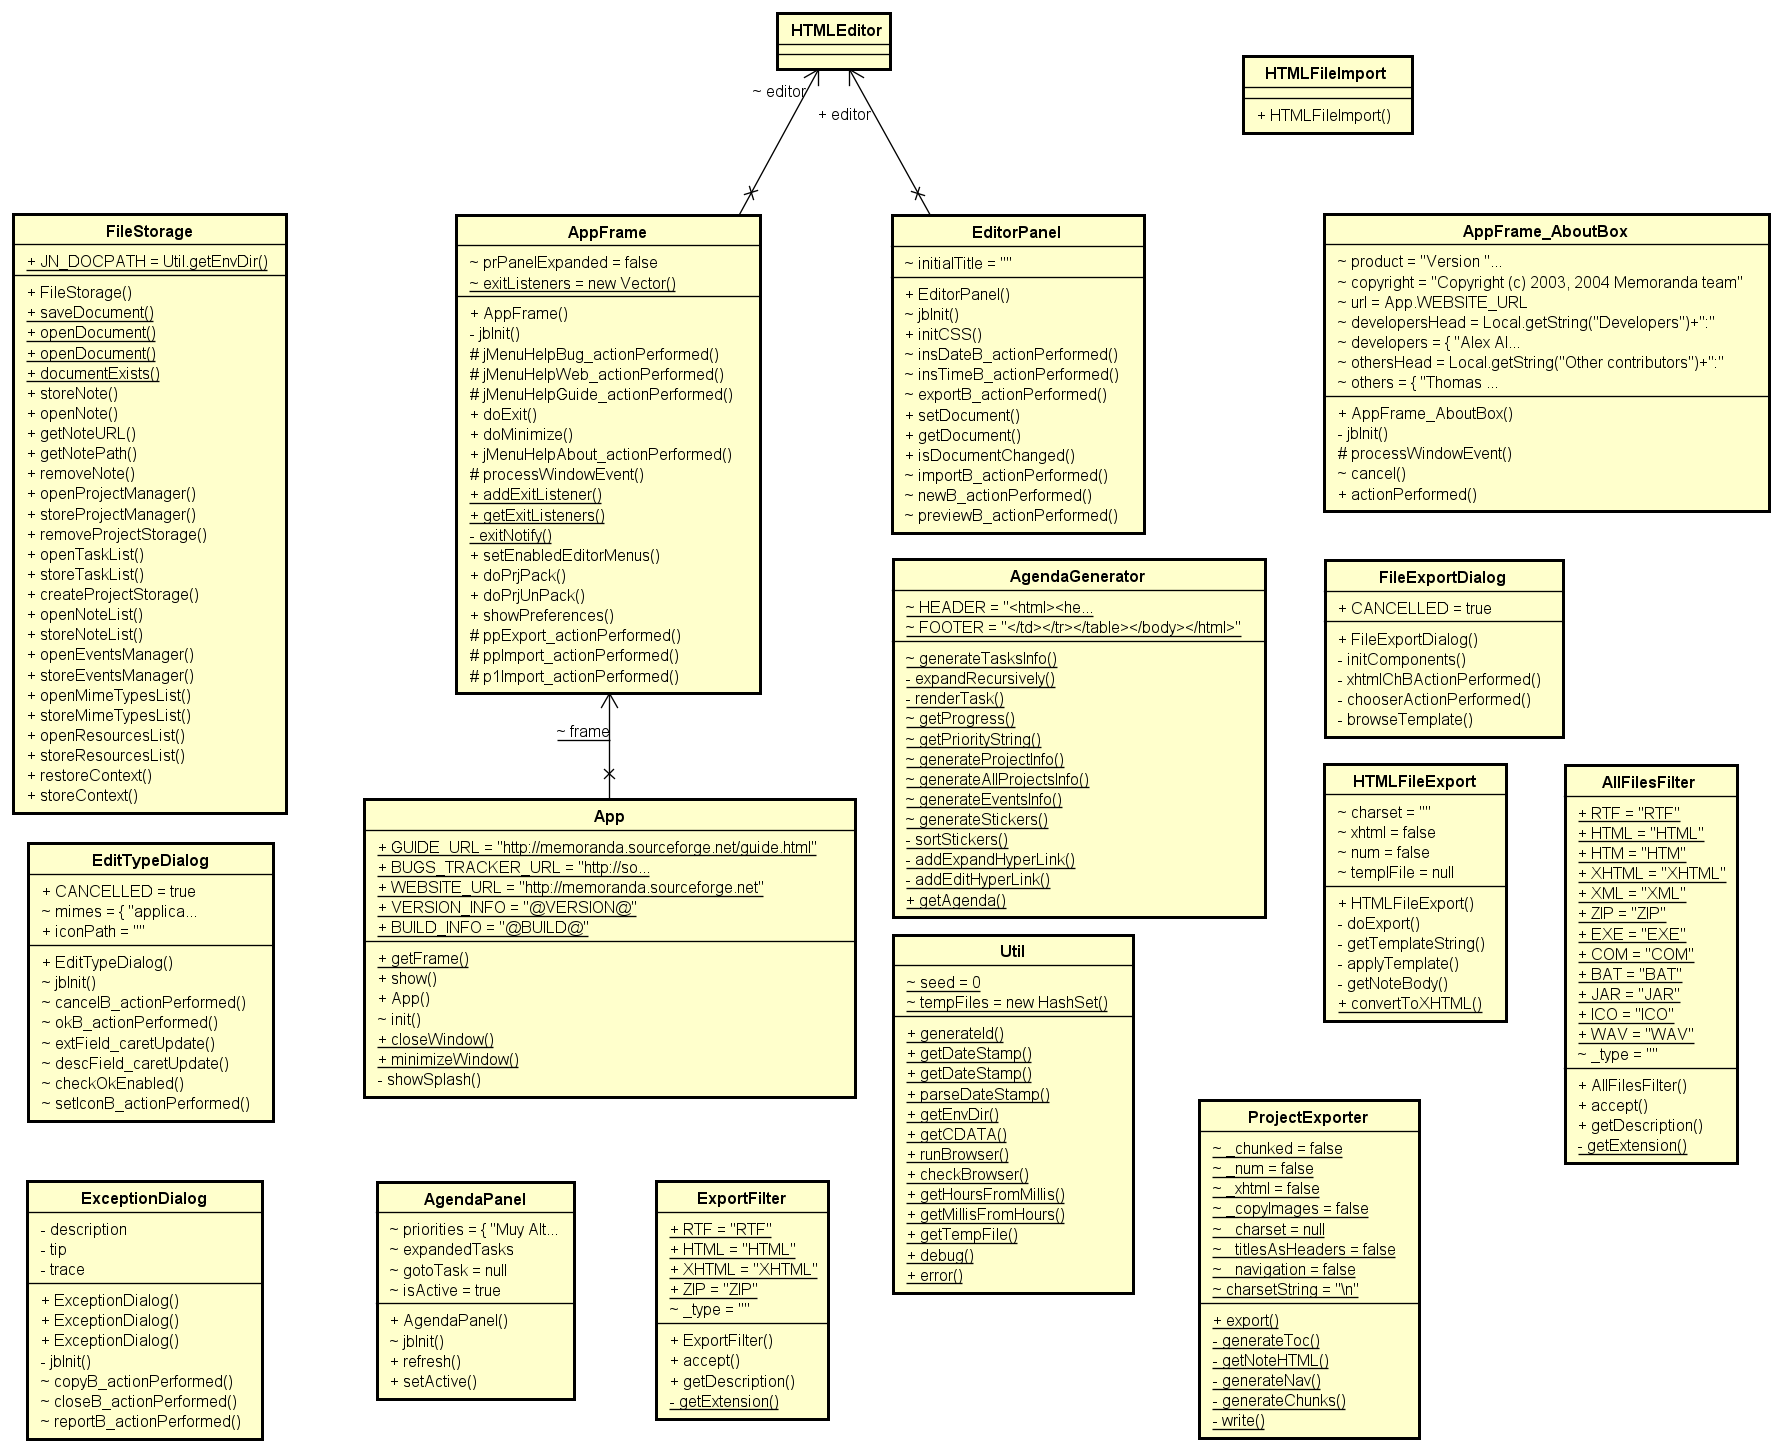 HTMLEditor
~ editor
+ editor
HTMLFileImport
+ HTMLFileImport()
FileStorage
+ JN_DOCPATH = Util.getEnvDir()
+ FileStorage()
+ saveDocument()
+ openDocument()
+ openDocument()
+ documentExists()
+ storeNote()
+ openNote()
+ getNoteURL()
+ getNotePath()
+ removeNote()
+ openProjectManager()
+ storeProjectManager()
+ removeProjectStorage()
+ openTaskList()
+ storeTaskList()
+ createProjectStorage()
+ openNoteList()
+ storeNoteList()
+ openEventsManager()
+ storeEventsManager()
+ openMimeTypesList()
+ storeMimeTypesList()
+ openResourcesList()
+ storeResourcesList()
+ restoreContext()
+ storeContext()
AppFrame
~ prPanelExpanded = false
~ exitListeners = new Vector()
+ AppFrame()
- jbInit()
# jMenuHelpBug_actionPerformed()
# jMenuHelpWeb_actionPerformed()
# jMenuHelpGuide_actionPerformed()
+ doExit()
+ doMinimize()
+ jMenuHelpAbout_actionPerformed()
# processWindowEvent()
+ addExitListener()
+ getExitListeners()
- exitNotify()
+ setEnabledEditorMenus()
+ doPrjPack()
+ doPrjUnPack()
+ showPreferences()
# ppExport_actionPerformed()
# ppImport_actionPerformed()
# p1Import_actionPerformed()
~ frame
EditorPanel
~ initialTitle = ""
+ EditorPanel()
~ jbInit()
+ initCSS()
~ insDateB_actionPerformed()
~ insTimeB_actionPerformed()
~ exportB_actionPerformed()
+ setDocument()
+ getDocument()
+ isDocumentChanged()
~ importB_actionPerformed()
~ newB_actionPerformed()
~ previewB_actionPerformed()
AppFrame_AboutBox
~ product = "Version "...
~ copyright = "Copyright (c) 2003, 2004 Memoranda team"
~ url = App.WEBSITE_URL
~ developersHead = Local.getString("Developers")+":"
~ developers = { "Alex Al...
~ othersHead = Local.getString("Other contributors")+":"
~ others = { "Thomas ...
+ AppFrame_AboutBox()
- jbInit()
# processWindowEvent()
~ cancel()
+ actionPerformed()
AgendaGenerator
~ HEADER = "<html><he...
~ FOOTER = "</td></tr></table></body></html>"
~ generateTasksInfo()
- expandRecursively()
- renderTask()
~ getProgress()
~ getPriorityString()
~ generateProjectInfo()
~ generateAllProjectsInfo()
~ generateEventsInfo()
~ generateStickers()
- sortStickers()
- addExpandHyperLink()
- addEditHyperLink()
+ getAgenda()
FileExportDialog
+ CANCELLED = true
+ FileExportDialog()
- initComponents()
- xhtmlChBActionPerformed()
- chooserActionPerformed()
- browseTemplate()
HTMLFileExport
~ charset = ""
~ xhtml = false
~ num = false
~ templFile = null
+ HTMLFileExport()
- doExport()
- getTemplateString()
- applyTemplate()
- getNoteBody()
+ convertToXHTML()
AllFilesFilter
+ RTF = "RTF"
+ HTML = "HTML"
+ HTM = "HTM"
+ XHTML = "XHTML"
+ XML = "XML"
+ ZIP = "ZIP"
+ EXE = "EXE"
+ COM = "COM"
+ BAT = "BAT"
+ JAR = "JAR"
+ ICO = "ICO"
+ WAV = "WAV"
~ _type = ""
+ AllFilesFilter()
+ accept()
+ getDescription()
- getExtension()
App
+ GUIDE_URL = "http://memoranda.sourceforge.net/guide.html"
+ BUGS_TRACKER_URL = "http://so...
+ WEBSITE_URL = "http://memoranda.sourceforge.net"
+ VERSION_INFO = "@VERSION@"
+ BUILD_INFO = "@BUILD@"
+ getFrame()
+ show()
+ App()
~ init()
+ closeWindow()
+ minimizeWindow()
- showSplash()
EditTypeDialog
+ CANCELLED = true
~ mimes = { "applica...
+ iconPath = ""
+ EditTypeDialog()
~ jbInit()
~ cancelB_actionPerformed()
~ okB_actionPerformed()
~ extField_caretUpdate()
~ descField_caretUpdate()
~ checkOkEnabled()
~ setIconB_actionPerformed()
Util
~ seed = 0
~ tempFiles = new HashSet()
+ generateId()
+ getDateStamp()
+ getDateStamp()
+ parseDateStamp()
+ getEnvDir()
+ getCDATA()
+ runBrowser()
+ checkBrowser()
+ getHoursFromMillis()
+ getMillisFromHours()
+ getTempFile()
+ debug()
+ error()
ProjectExporter
~ _chunked = false
~ _num = false
~ _xhtml = false
~ _copyImages = false
~ _charset = null
~ _titlesAsHeaders = false
~ _navigation = false
~ charsetString = "\n"
+ export()
- generateToc()
- getNoteHTML()
- generateNav()
- generateChunks()
- write()
ExceptionDialog
- description
- tip
- trace
+ ExceptionDialog()
+ ExceptionDialog()
+ ExceptionDialog()
- jbInit()
~ copyB_actionPerformed()
~ closeB_actionPerformed()
~ reportB_actionPerformed()
AgendaPanel
~ priorities = { "Muy Alt...
~ expandedTasks
~ gotoTask = null
~ isActive = true
+ AgendaPanel()
~ jbInit()
+ refresh()
+ setActive()
ExportFilter
+ RTF = "RTF"
+ HTML = "HTML"
+ XHTML = "XHTML"
+ ZIP = "ZIP"
~ _type = ""
+ ExportFilter()
+ accept()
+ getDescription()
- getExtension()